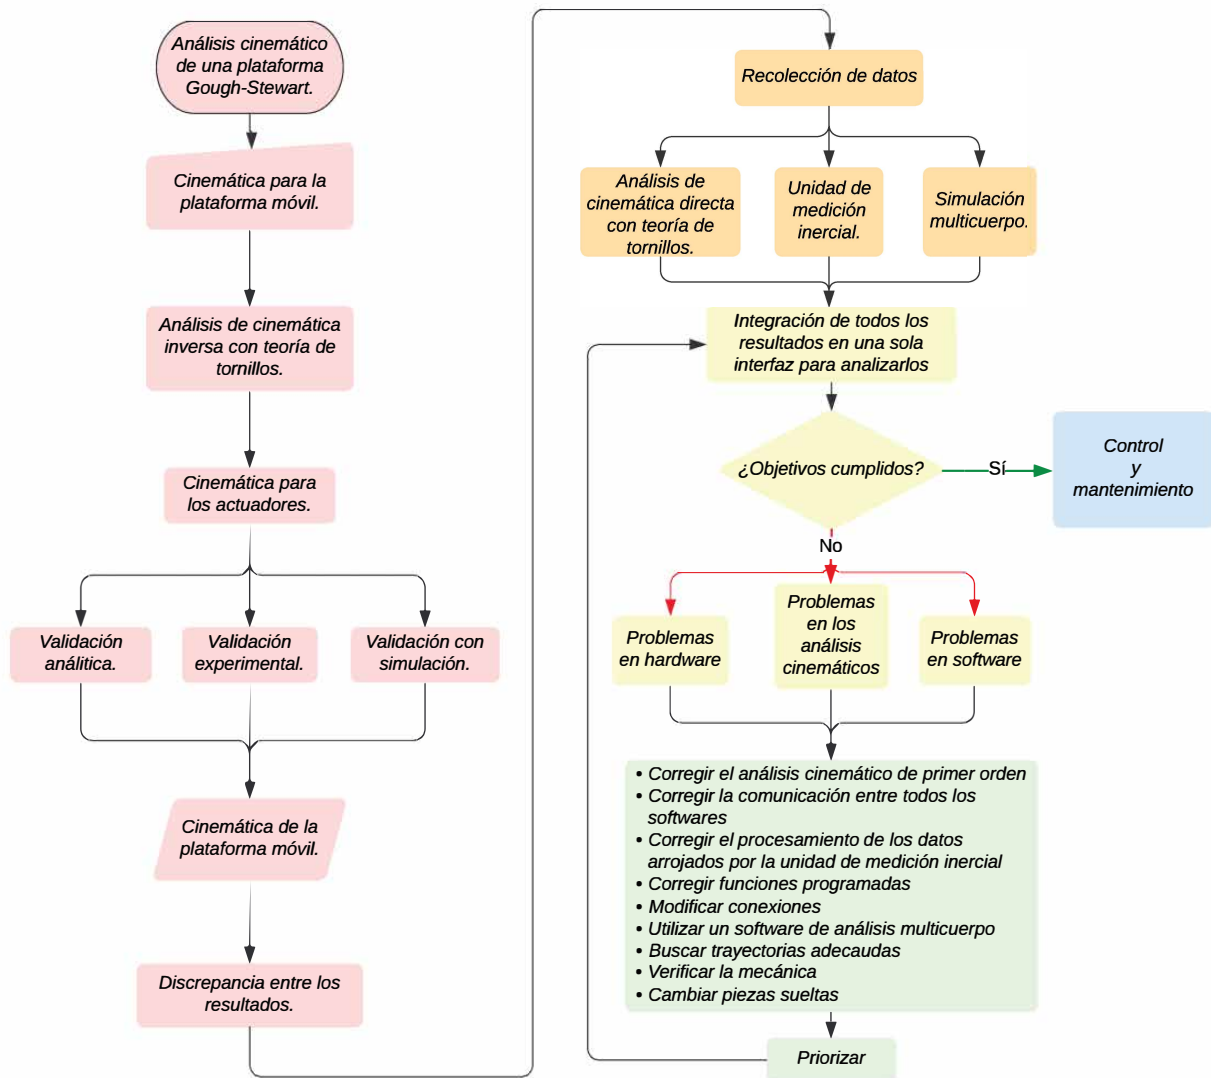 Análisis cinemático
de una plataforma
Gough-Stewart.
Cinemática para la
plataforma móvil.
Análisis de cinemática
inversa con teoría de
tornillos.
Cinemática para
los actuadores.
Validación
análitica.
Validación
experimental.
Validación con
simulación.
Cinemática de la
plataforma móvil.
Discrepancia entre los
resultados.
Recolección de datos
Análisis de
cinemática directa
con teoría de
tornillos.
Unidad de
medición
inercial.
Simulación
multicuerpo.
Integración de todos los
resultados en una sola
interfaz para analizarlos
¿Objetivos cumplidos?
Sí
Control
y
mantenimiento
No
Problemas
en hardware
Problemas
en los
análisis
cinemáticos
Problemas
en software
• Corregir el análisis cinemático de primer orden
• Corregir la comunicación entre todos los
softwares
• Corregir el procesamiento de los datos
arrojados por la unidad de medición inercial
• Corregir funciones programadas
• Modificar conexiones
• Utilizar un software de análisis multicuerpo
• Buscar trayectorias adecaudas
• Verificar la mecánica
• Cambiar piezas sueltas
Priorizar